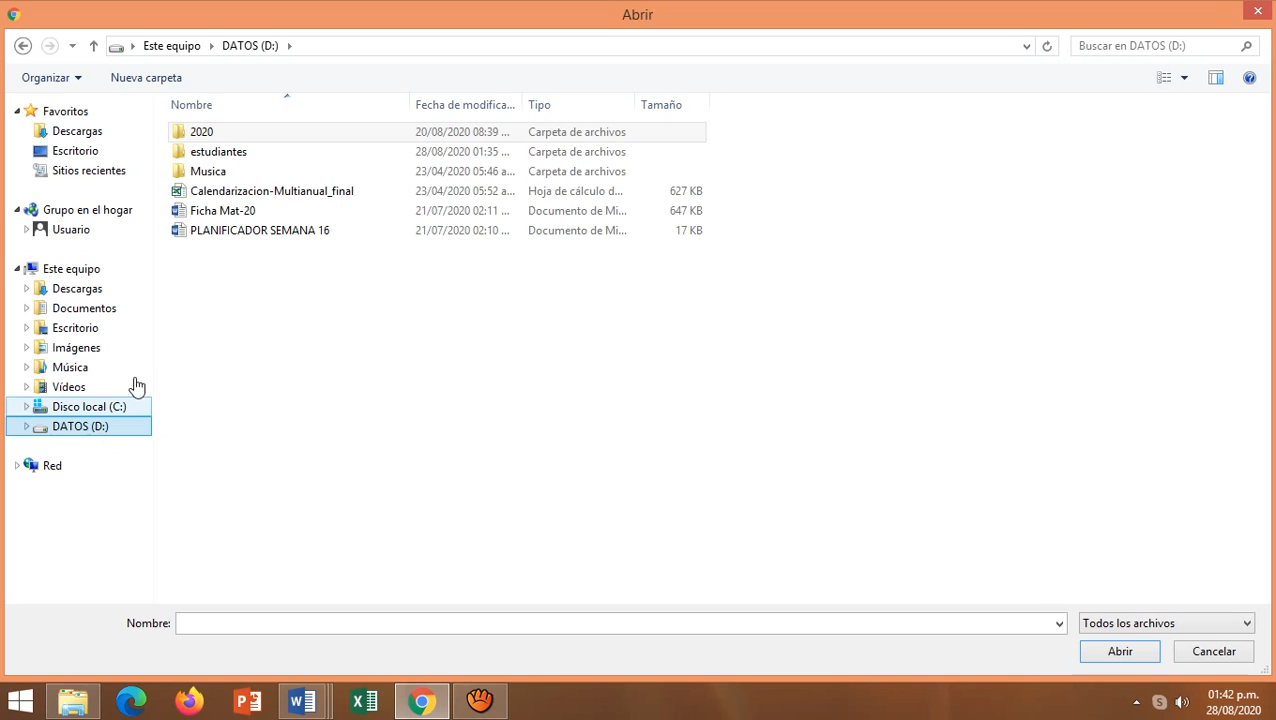 Abrir
Este equipo DATOS (D:) Buscar en DATOS (D:)
Organizar Nueva carpeta
Nombre Fecha de modifica... Tipo Tamaño
2020 20/08/2020 08:39 ... Carpeta de archivos
estudiantes 28/08/2020 01:35 ... Carpeta de archivos
Musica 23/04/2020 05:46 a... Carpeta de archivos
Calendarizacion-Multianual_final 23/04/2020 05:52 a... Hoja de cálculo d... 627 KB
Ficha Mat-20 21/07/2020 02:11 ... Documento de Mi... 647 KB
PLANIFICADOR SEMANA 16 21/07/2020 02:10 ... Documento de Mi... 17 KB
Favoritos
Descargas
Escritorio
Sitios recientes
Grupo en el hogar
Usuario
Este equipo
Descargas
Documentos
Escritorio
Imágenes
Música
Vídeos
Disco local (C:)
DATOS (D:)
Red
Nombre: Todos los archivos
Abrir Cancelar
01:42 p.m.
28/08/2020